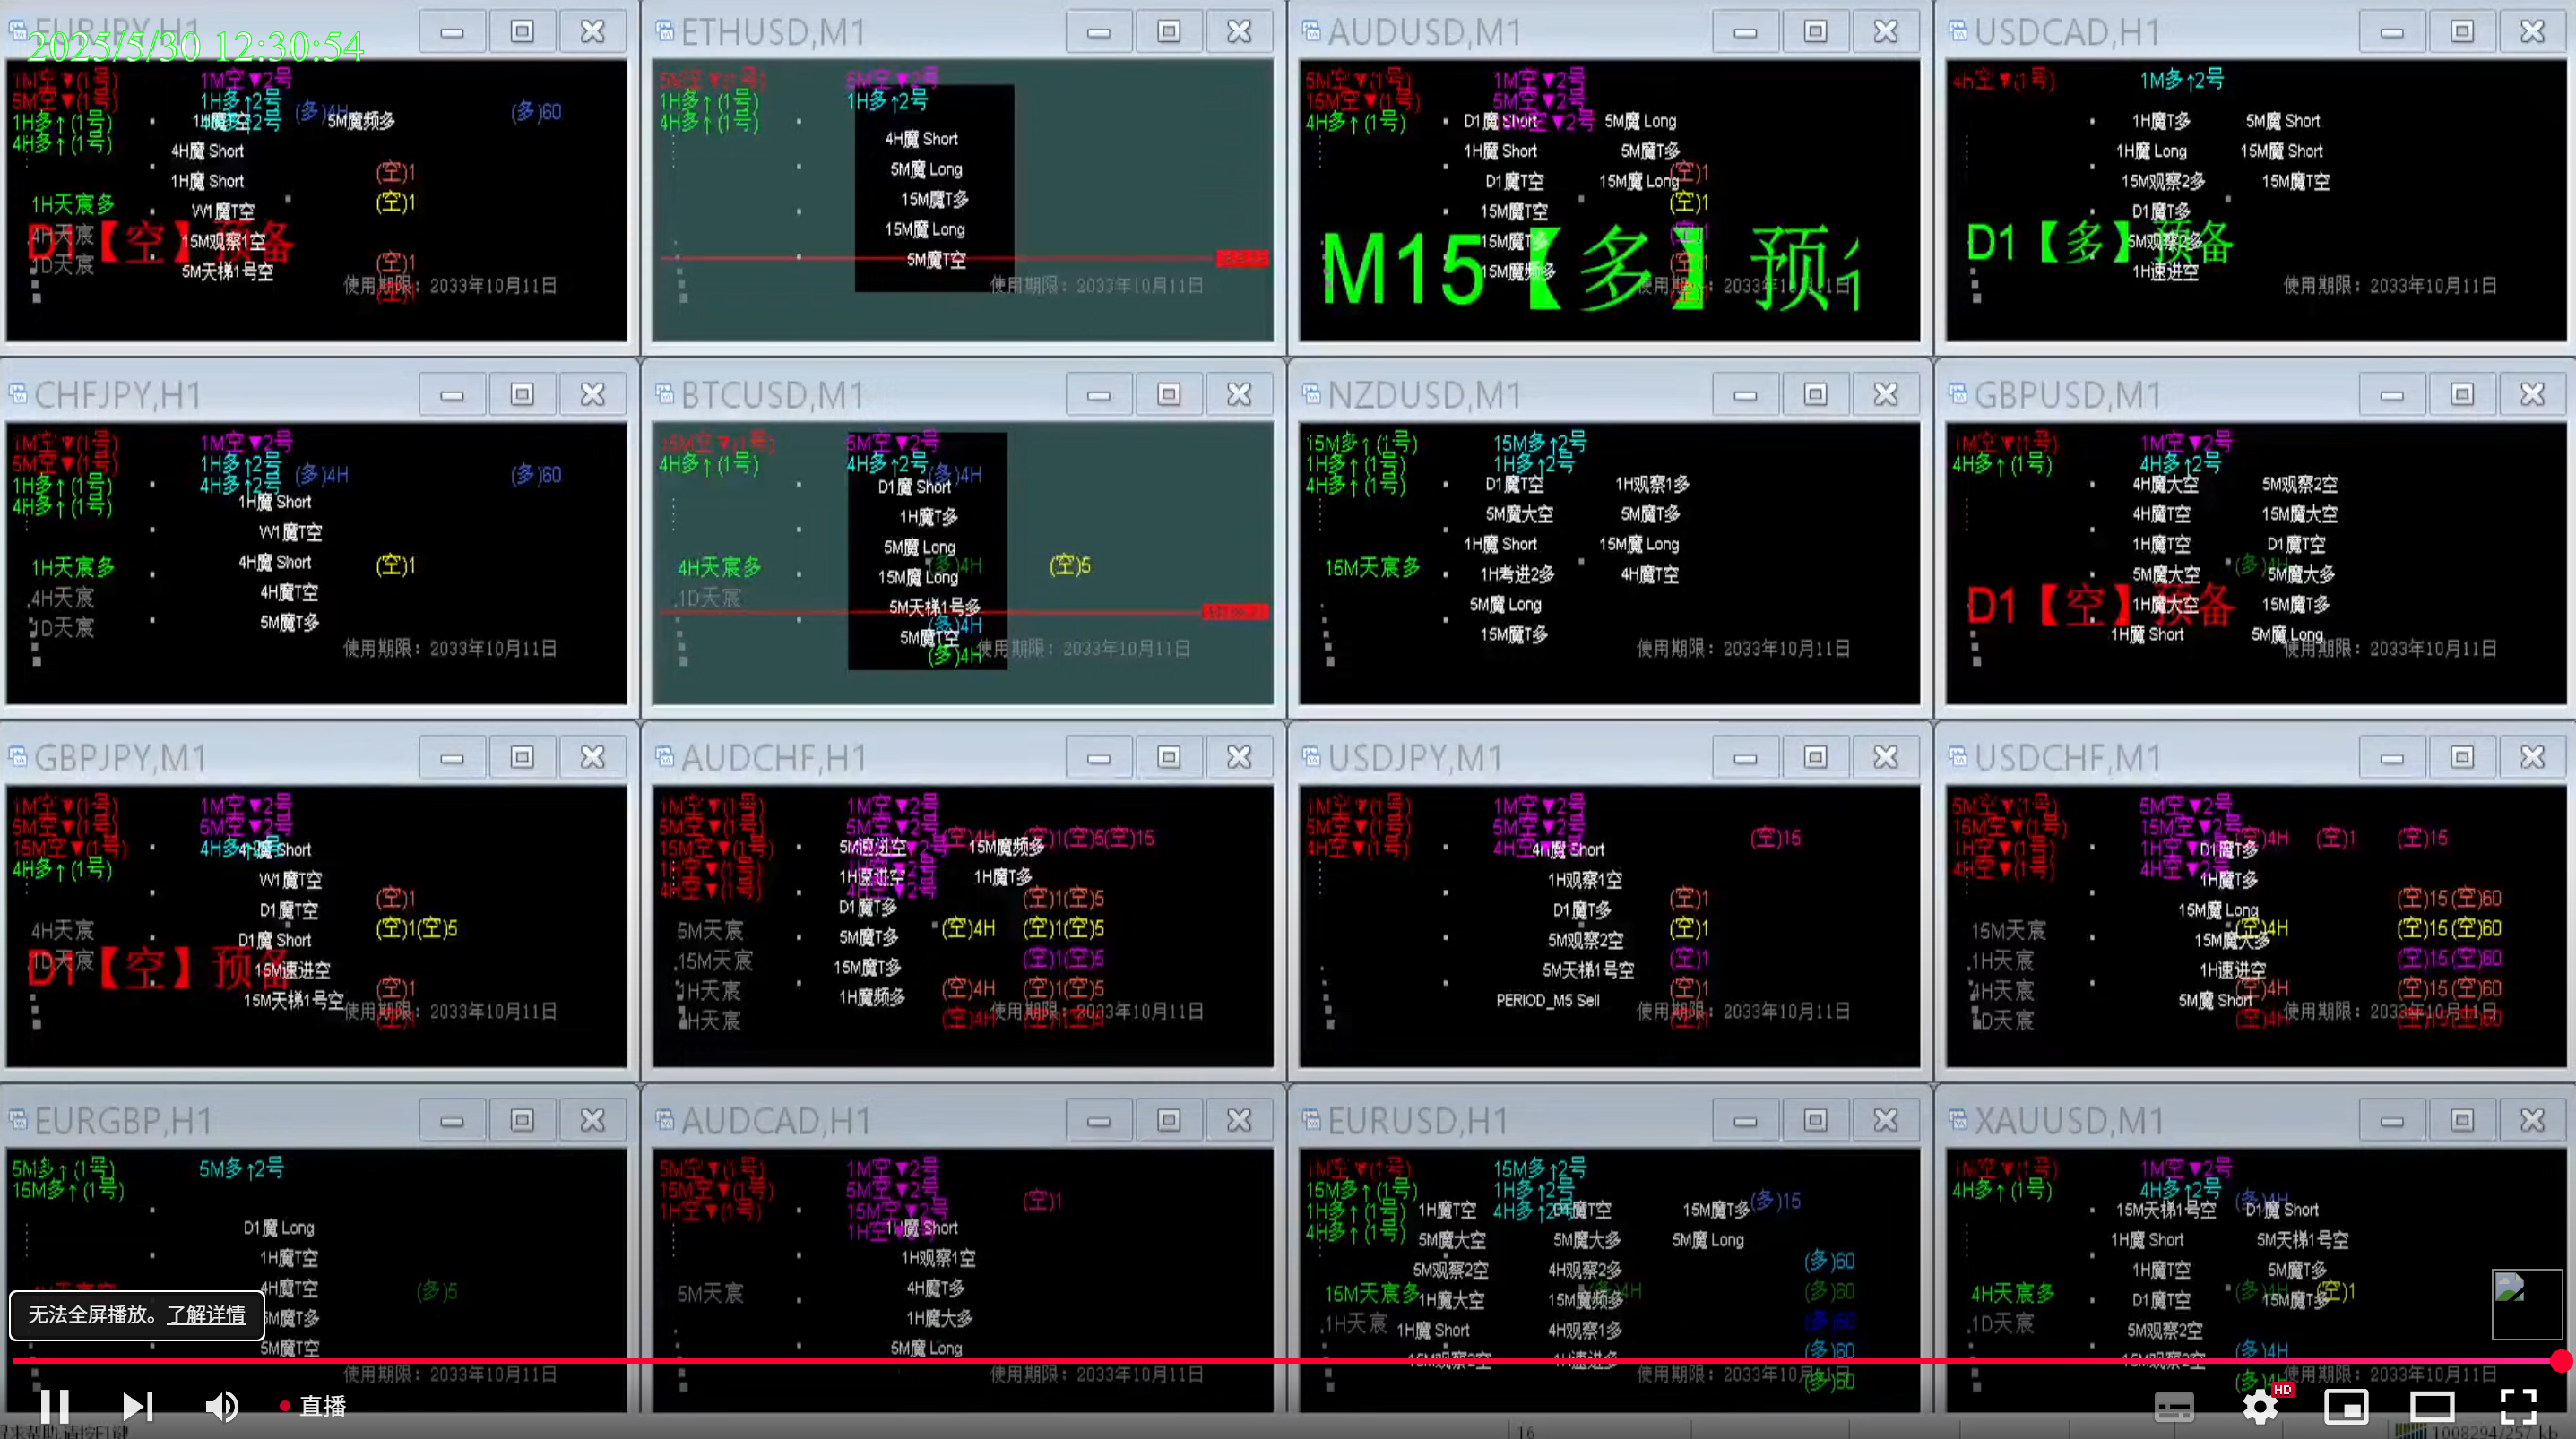 EURJPY,H1
2025/5/30 12:30:54
1M空▼(1号)
5M空▼(1号)
1H多↑(1号)
4H多↑(1号)
1M空▼2号
1H多↑2号
4H多↑2号
(多)4H
(多)60
5M魔频多
4H魔 Short
1H魔 Short
W1魔T空
15M观察1空
5M天梯1号空
(空)1
(空)1
(空)1
1H天宸多
4H天宸
1D天宸
D1【空】预备
使用期限：2033年10月11日
ETHUSD,M1
5M空▼(1号)
1H多↑(1号)
4H多↑(1号)
5M空▼2号
1H多↑2号
4H魔 Short
5M魔 Long
15M魔T多
15M魔 Long
5M魔T空
使用期限：2033年10月11日
AUDUSD,M1
5M空▼(1号)
15M空▼(1号)
4H多↑(1号)
1M空▼2号
5M空▼2号
D1魔 Short
5M魔 Long
1H魔 Short
5M魔T多
D1魔T空
15M魔 Long
15M魔T空
15M魔T多
15M魔频多
(空)1
(空)1
(空)1
(空)1
M15【多】预
使用期限：2033年10月11日
USDCAD,H1
4H空▼(1号)
1M多↑2号
1H魔T多
5M魔 Short
1H魔 Long
15M魔 Short
15M观察2多
15M魔T空
D1魔T多
5M观察2多
1H速进空
D1【多】预备
使用期限：2033年10月11日
CHFJPY,H1
1M空▼(1号)
5M空▼(1号)
1H多↑(1号)
4H多↑(1号)
1M空▼2号
1H多↑2号
4H多↑2号
(多)4H
(多)60
1H魔 Short
W1魔T空
4H魔 Short
(空)1
4H魔T空
5M魔T多
1H天宸多
4H天宸
1D天宸
使用期限：2033年10月11日
BTCUSD,M1
15M空▼(1号)
4H多↑(1号)
5M空▼2号
4H多↑2号
(多)4H
D1魔 Short
1H魔T多
5M魔 Long
(多)4H
(空)5
15M魔 Long
5M天梯1号多
(多)4H
5M魔T空
(多)4H
4H天宸多
1D天宸
使用期限：2033年10月11日
NZDUSD,M1
15M多↑(1号)
1H多↑(1号)
4H多↑(1号)
15M多↑2号
1H多↑2号
D1魔T空
1H观察1多
5M魔大空
5M魔T多
1H魔 Short
15M魔 Long
1H考进2多
4H魔T空
5M魔 Long
15M魔T多
15M天宸多
使用期限：2033年10月11日
GBPUSD,M1
1M空▼(1号)
4H多↑(1号)
1M空▼2号
4H多↑2号
4H魔大空
5M观察2空
4H魔T空
15M魔大空
1H魔T空
D1魔T空
(多)4H
5M魔大空
5M魔大多
1H魔大空
15M魔T多
1H魔 Short
5M魔 Long
D1【空】预备
使用期限：2033年10月11日
GBPJPY,M1
1M空▼(1号)
5M空▼(1号)
15M空▼(1号)
4H多↑(1号)
1M空▼2号
5M空▼2号
4H多↑2号
4H魔 Short
W1魔T空
(空)1
D1魔T空
(空)1(空)5
D1魔 Short
15M速进空
(空)1
15M天梯1号空
(空)1
4H天宸
1D天宸
D1【空】预备
使用期限：2033年10月11日
AUDCHF,H1
1M空▼(1号)
5M空▼(1号)
15M空▼(1号)
1H空▼(1号)
4H空▼(1号)
1M空▼2号
5M空▼2号
(空)4H
(空)1(空)5(空)15
5M速进空
15M魔频多
1H速进空
1H魔T多
D1魔T多
(空)1(空)5
5M魔T多
(空)4H
(空)1(空)5
15M魔T多
(空)1(空)5
1H魔频多
(空)4H
(空)1(空)5
(空)4H
5M天宸
15M天宸
1H天宸
4H天宸
使用期限：2033年10月11日
USDJPY,M1
1M空▼(1号)
5M空▼(1号)
4H空▼(1号)
1M空▼2号
5M空▼2号
4H空▼2号
(空)15
4H魔 Short
1H观察1空
(空)1
D1魔T多
(空)1
5M观察2空
(空)1
5M天梯1号空
(空)1
PERIOD_M5 Sell
(空)1
使用期限：2033年10月11日
USDCHF,M1
5M空▼(1号)
15M空▼(1号)
1H空▼(1号)
4H空▼(1号)
5M空▼2号
15M空▼2号
1H空▼2号
4H空▼2号
(空)4H
(空)1
(空)15
D1魔T多
1H魔T多
15M魔 Long
(空)15(空)60
15M魔大多
(空)4H
(空)15(空)60
1H速进空
(空)15(空)60
5M魔 Short
(空)4H
(空)15(空)60
(空)4H
(空)15(空)60
15M天宸
1H天宸
4H天宸
1D天宸
使用期限：2033年10月11日
EURGBP,H1
5M多↑(1号)
15M多↑(1号)
5M多↑2号
D1魔 Long
1H魔T空
4H魔T空
(多)5
5M魔T多
5M魔T空
使用期限：2033年10月11日
AUDCAD,H1
5M空▼(1号)
15M空▼(1号)
1H空▼(1号)
1M空▼2号
5M空▼2号
15M空▼2号
1H空▼2号
(空)1
1H魔 Short
1H观察1空
4H魔T多
1H魔大多
5M魔 Long
5M天宸
使用期限：2033年10月11日
EURUSD,H1
1M空▼(1号)
15M多↑(1号)
1H多↑(1号)
4H多↑(1号)
15M多↑2号
1H多↑2号
4H多↑2号
(多)15
1H魔T空
15M魔T多
5M魔大空
5M魔大多
5M魔 Long
5M观察2空
4H观察2多
(多)60
1H魔大空
15M魔频多
(多)4H
(多)60
1H魔 Short
4H观察1多
(多)60
15M观察2空
1H速进多
(多)60
(多)60
15M天宸多
1H天宸
使用期限：2033年10月11日
XAUUSD,M1
1M空▼(1号)
4H多↑(1号)
1M空▼2号
4H多↑2号
(多)4H
15M天梯1号空
D1魔 Short
1H魔 Short
5M天梯1号空
1H魔T空
5M魔T多
D1魔T空
(多)4H
15M魔T多
(空)1
5M观察2空
15M观察2空
(多)4H
(多)4H
4H天宸多
1D天宸
使用期限：2033年10月11日
无法全屏播放。了解详情
直播
HD
16
1008294/257 kb